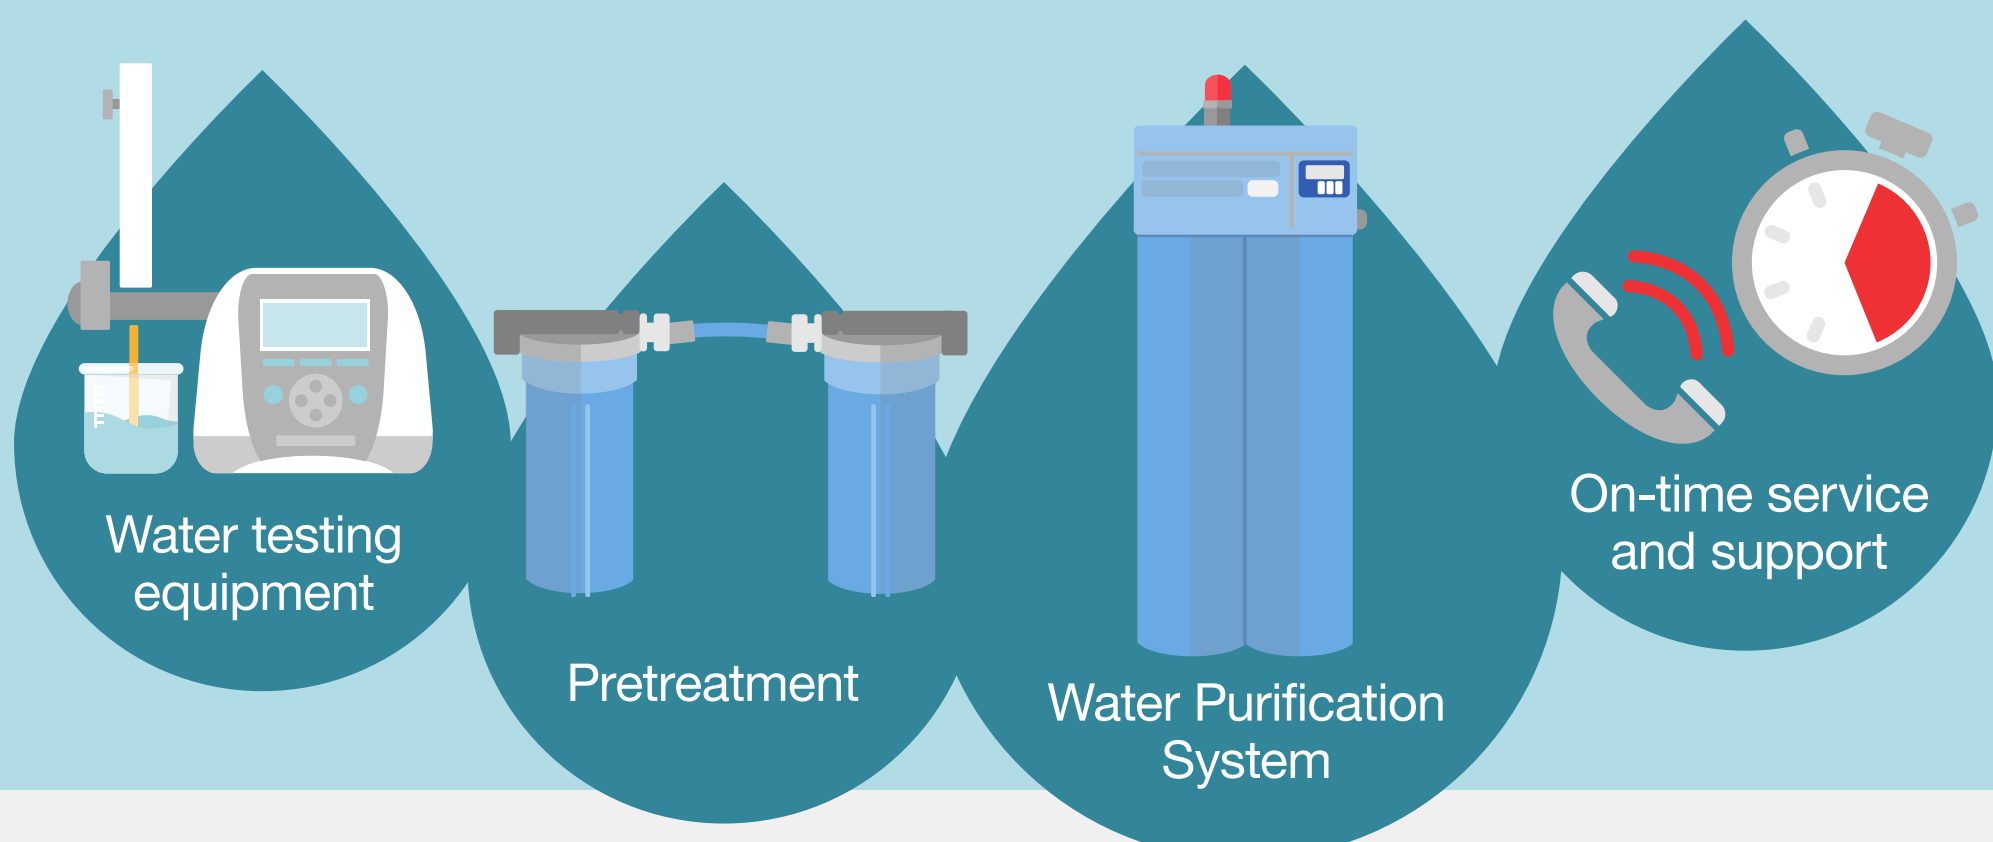 Water testing
equipment
Pretreatment
Water Purification
System
On-time service
and support